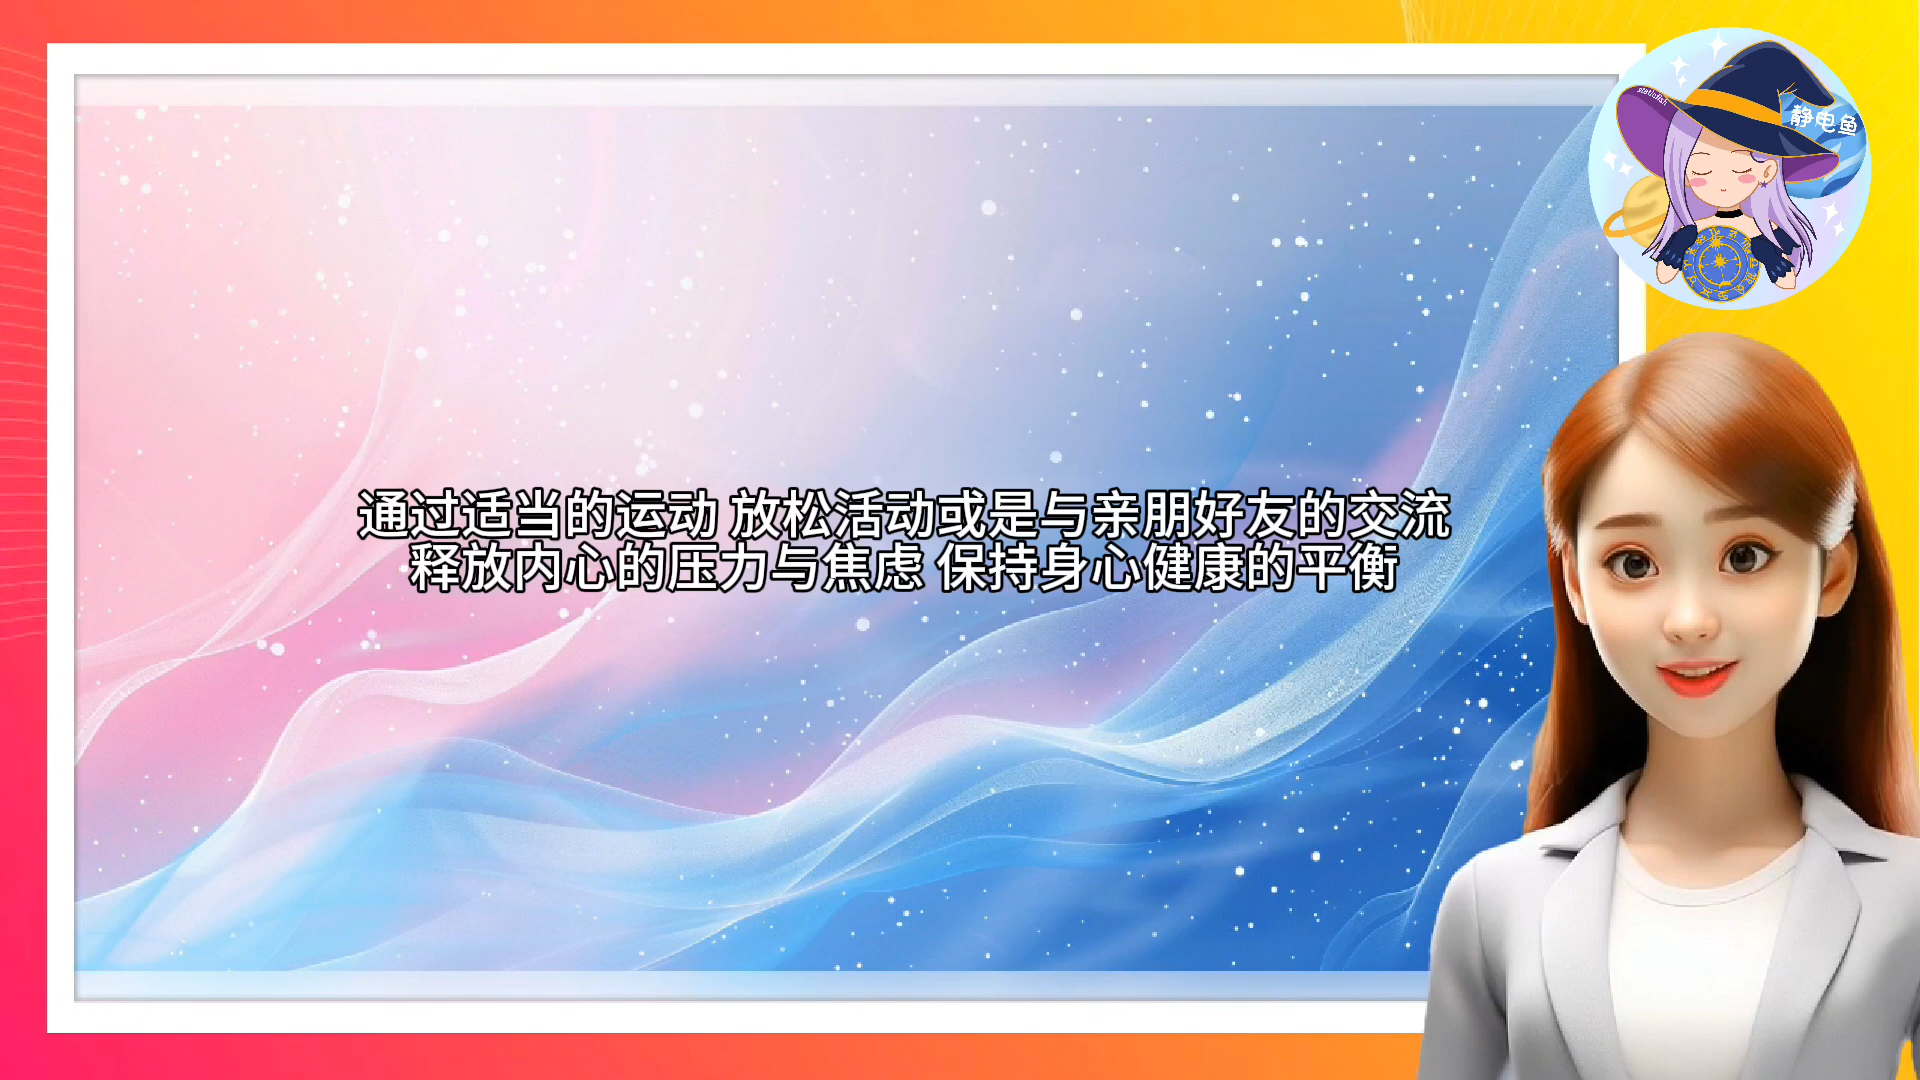 staticfish
静电鱼
通过适当的运动 放松活动或是与亲朋好友的交流
释放内心的压力与焦虑 保持身心健康的平衡